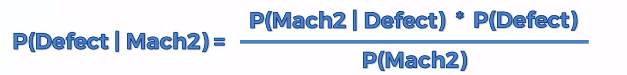 P(Mach2 | Defect) * P(Defect)
P(Defect | Mach2) =
P(Mach2)